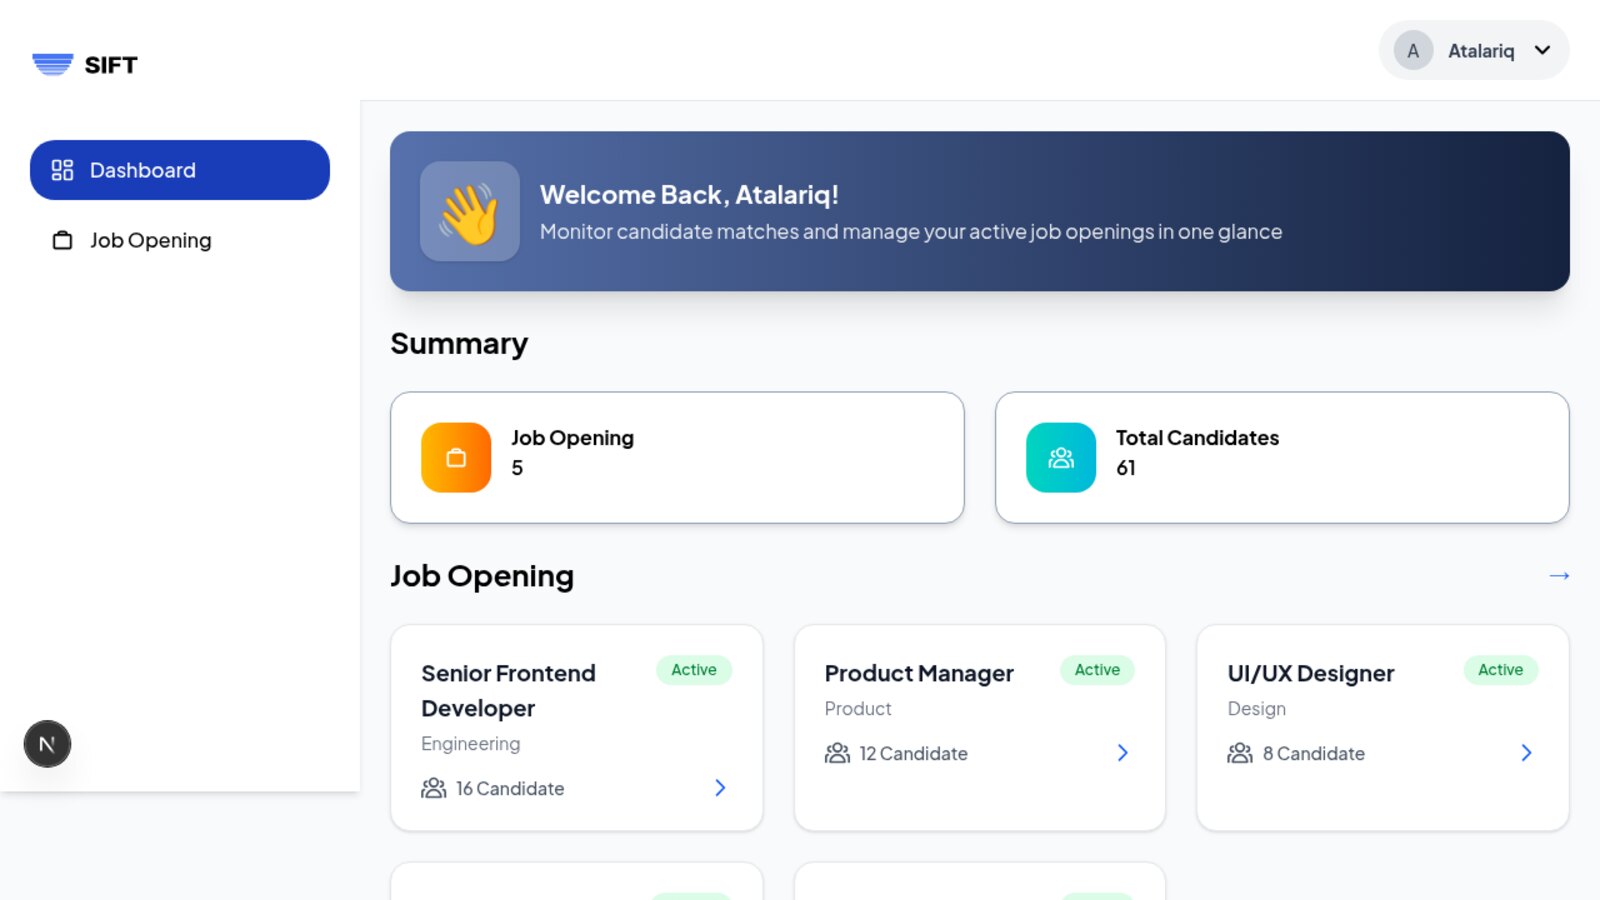 SIFT
A Atalariq
Dashboard
Job Opening
Welcome Back, Atalariq!
Monitor candidate matches and manage your active job openings in one glance
Summary
Job Opening
5
Total Candidates
61
Job Opening
→
Senior Frontend
Developer
Active
Engineering
16 Candidate
Product Manager
Active
Product
12 Candidate
UI/UX Designer
Active
Design
8 Candidate
N